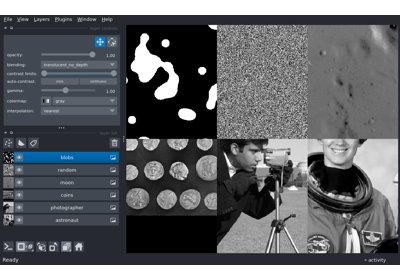 File View Layers Plugins Window Help
opacity: 1.00
blending: translucent_no_depth
contrast limits:
auto-contrast: once continuous
gamma: 1.00
colormap: gray
interpolation: nearest
blobs
random
moon
coins
photographer
astronaut
Ready activity